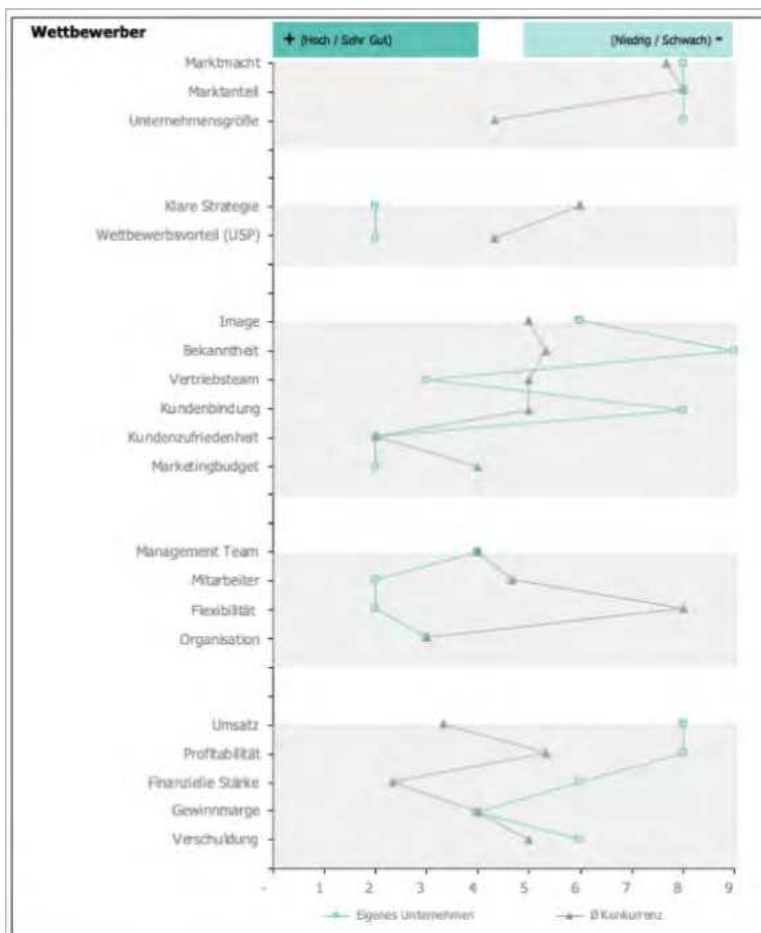 Wettbewerber
+ (Hoch / Sehr Gut)
(Niedrig / Schwach) -
Marktmacht
Marktanteil
Unternehmensgröße
Klare Strategie
Wettbewerbsvorteil (USP)
Image
Bekanntheit
Vertriebsteam
Kundenbindung
Kundenzufriedenheit
Marketingbudget
Management Team
Mitarbeiter
Flexibilität
Organisation
Umsatz
Profitabilität
Finanzielle Stärke
Gewinnmarge
Verschuldung
- 1 2 3 4 5 6 7 8 9
Eigenes Unternehmen
Ø Konkurrenz